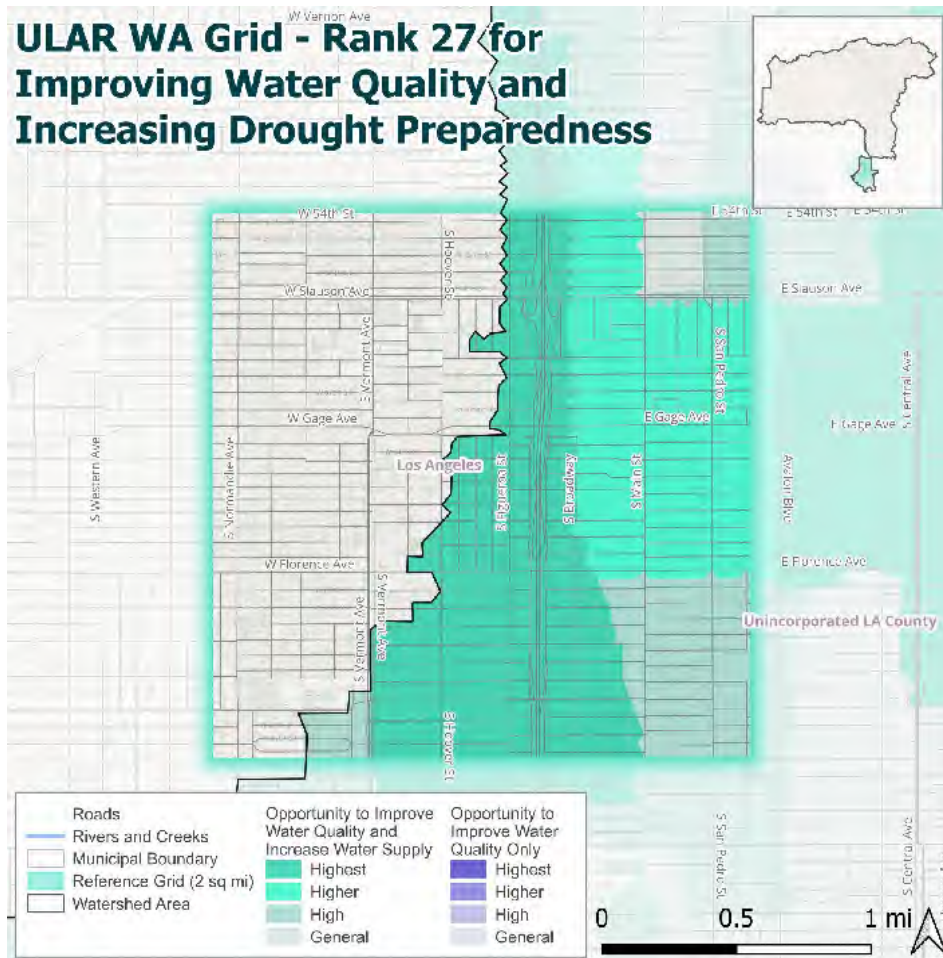 W Vernon Ave
ULAR WA Grid - Rank 27 for
Improving Water Quality and
Increasing Drought Preparedness
W 54th St
E 54th St
E 54th St
E 54th St
S Hoover St
W Slauson Ave
E Slauson Ave
S Vermont Ave
S San Pedro St
S Central Ave
W Gage Ave
E Gage Ave
E Gage Ave
Los Angeles
S Western Ave
S Normandie Ave
S Figueroa St
S Broadway
S Main St
Avalon Blvd
W Florence Ave
E Florence Ave
S Vermont Ave
S Vermont Ave
Unincorporated LA County
S Hoover St
S San Pedro St
S Central Ave
Roads
Rivers and Creeks
Municipal Boundary
Reference Grid (2 sq mi)
Watershed Area
Opportunity to Improve
Water Quality and
Increase Water Supply
Highest
Higher
High
General
Opportunity to
Improve Water
Quality Only
Highest
Higher
High
General
0 0.5 1 mi